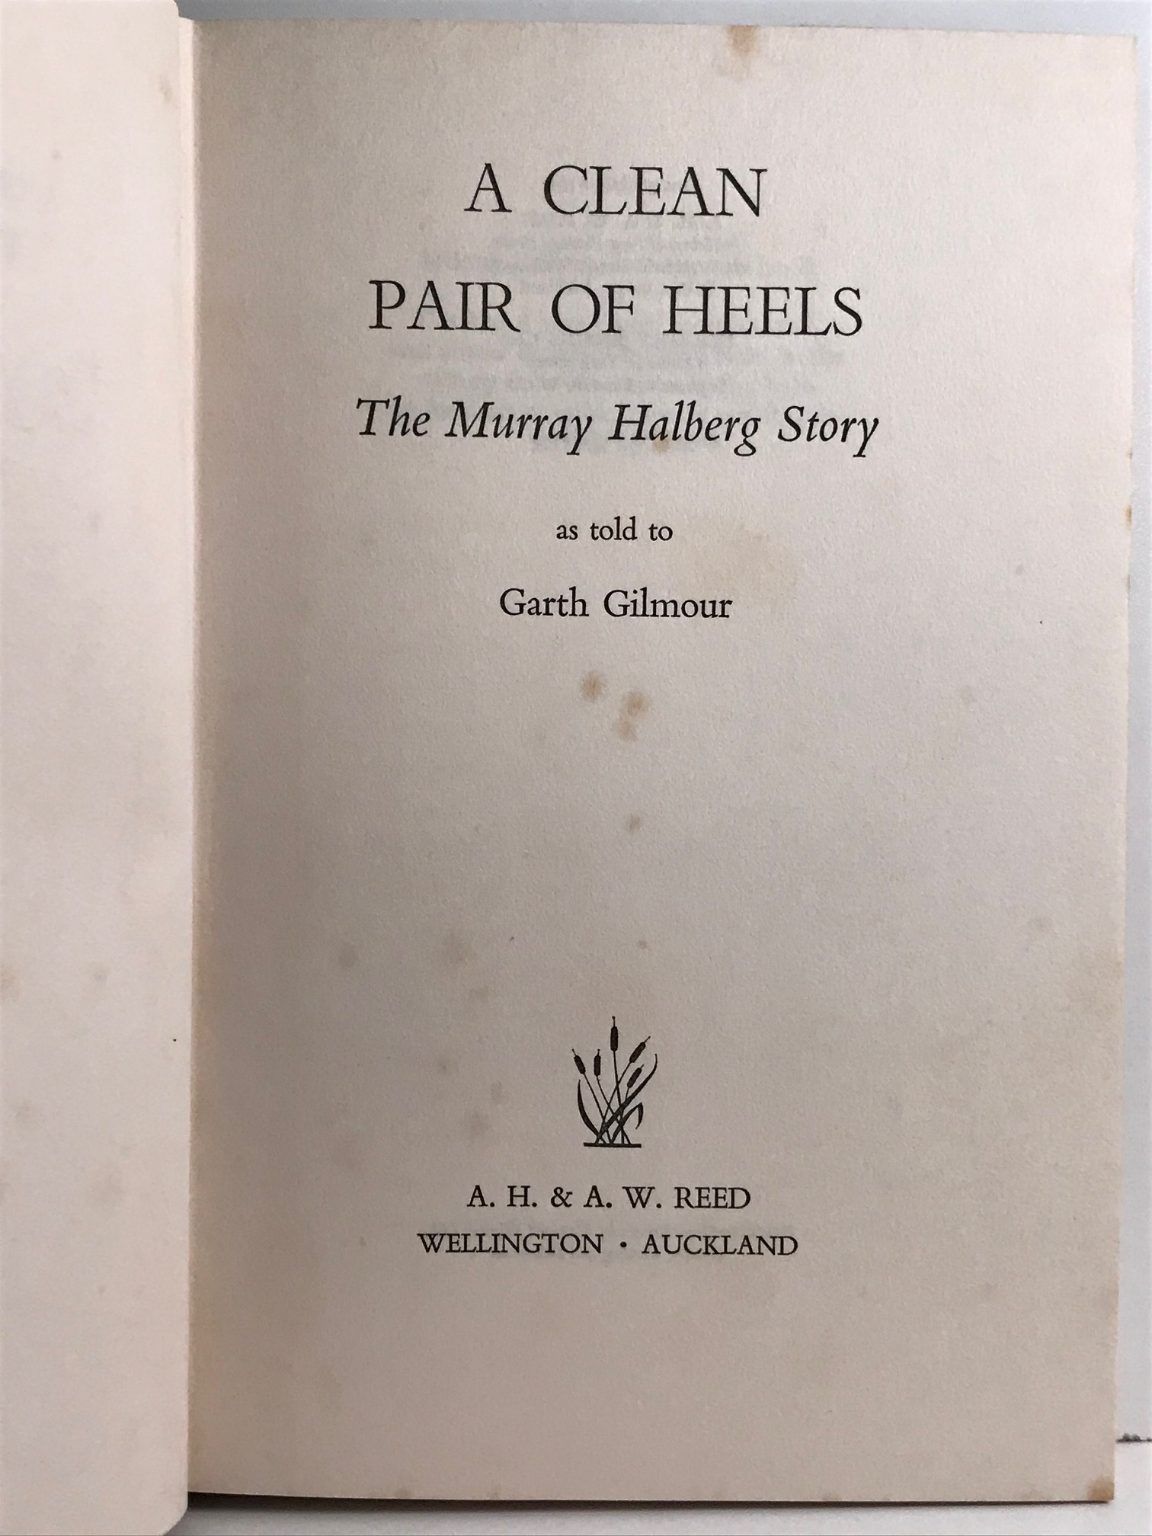 A CLEAN
PAIR OF HEELS
The Murray Halberg Story
as told to
Garth Gilmour
A. H. & A. W. REED
WELLINGTON · AUCKLAND